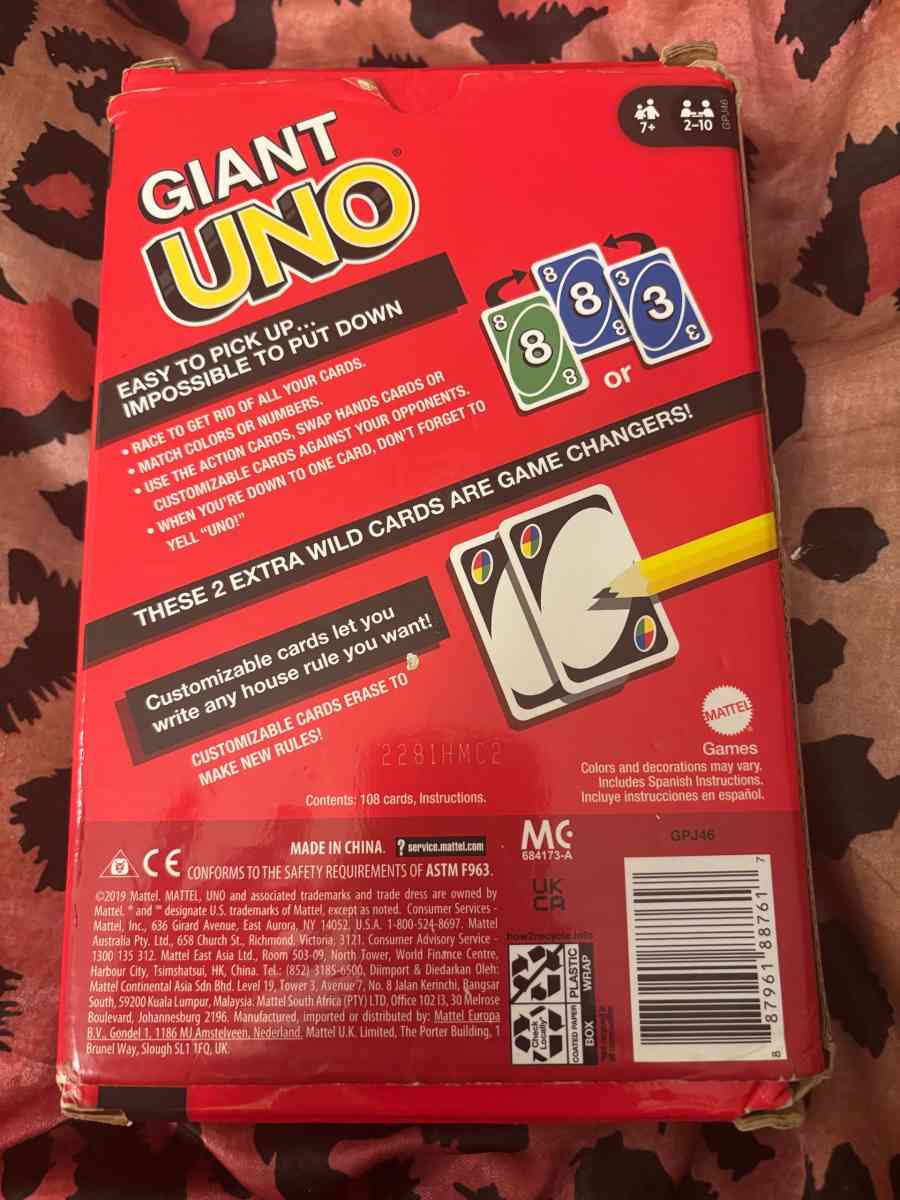 7+
2–10
GPJ46
GIANT
UNO®
EASY TO PICK UP...
IMPOSSIBLE TO PUT DOWN
• RACE TO GET RID OF ALL YOUR CARDS.
• MATCH COLORS OR NUMBERS.
• USE THE ACTION CARDS, SWAP HANDS CARDS OR
CUSTOMIZABLE CARDS AGAINST YOUR OPPONENTS.
• WHEN YOU'RE DOWN TO ONE CARD, DON'T FORGET TO
YELL “UNO!”
8 8 8
8 8 8
3 3 3
or
THESE 2 EXTRA WILD CARDS ARE GAME CHANGERS!
Customizable cards let you
write any house rule you want!
CUSTOMIZABLE CARDS ERASE TO
MAKE NEW RULES!
2281HMC2
Contents: 108 cards, Instructions.
MATTEL
Games
Colors and decorations may vary.
Includes Spanish Instructions.
Incluye instrucciones en español.
MADE IN CHINA. ? service.mattel.com
CE CONFORMS TO THE SAFETY REQUIREMENTS OF ASTM F963.
©2019 Mattel. MATTEL, UNO and associated trademarks and trade dress are owned by
Mattel. ® and ™ designate U.S. trademarks of Mattel, except as noted. Consumer Services -
Mattel, Inc., 636 Girard Avenue, East Aurora, NY 14052, U.S.A. 1-800-524-8697. Mattel
Australia Pty. Ltd., 658 Church St., Richmond, Victoria, 3121. Consumer Advisory Service -
1300 135 312. Mattel East Asia Ltd., Room 503-09, North Tower, World Finance Centre,
Harbour City, Tsimshatsui, HK, China. Tel.: (852) 3185-6500, Diimport & Diedarkan Oleh:
Mattel Continental Asia Sdn Bhd. Level 19, Tower 3, Avenue 7, No. 8 Jalan Kerinchi, Bangsar
South, 59200 Kuala Lumpur, Malaysia. Mattel South Africa (PTY) LTD, Office 102 I3, 30 Melrose
Boulevard, Johannesburg 2196. Manufactured, imported or distributed by: Mattel Europa
B.V., Gondel 1, 1186 MJ Amstelveen, Nederland. Mattel U.K. Limited, The Porter Building, 1
Brunel Way, Slough SL1 1FQ, UK.
MC
684173-A
UK
CA
how2recycle.info
Check Locally
COATED PAPER
BOX
PLASTIC
WRAP
GPJ46
8 87961 88761 7